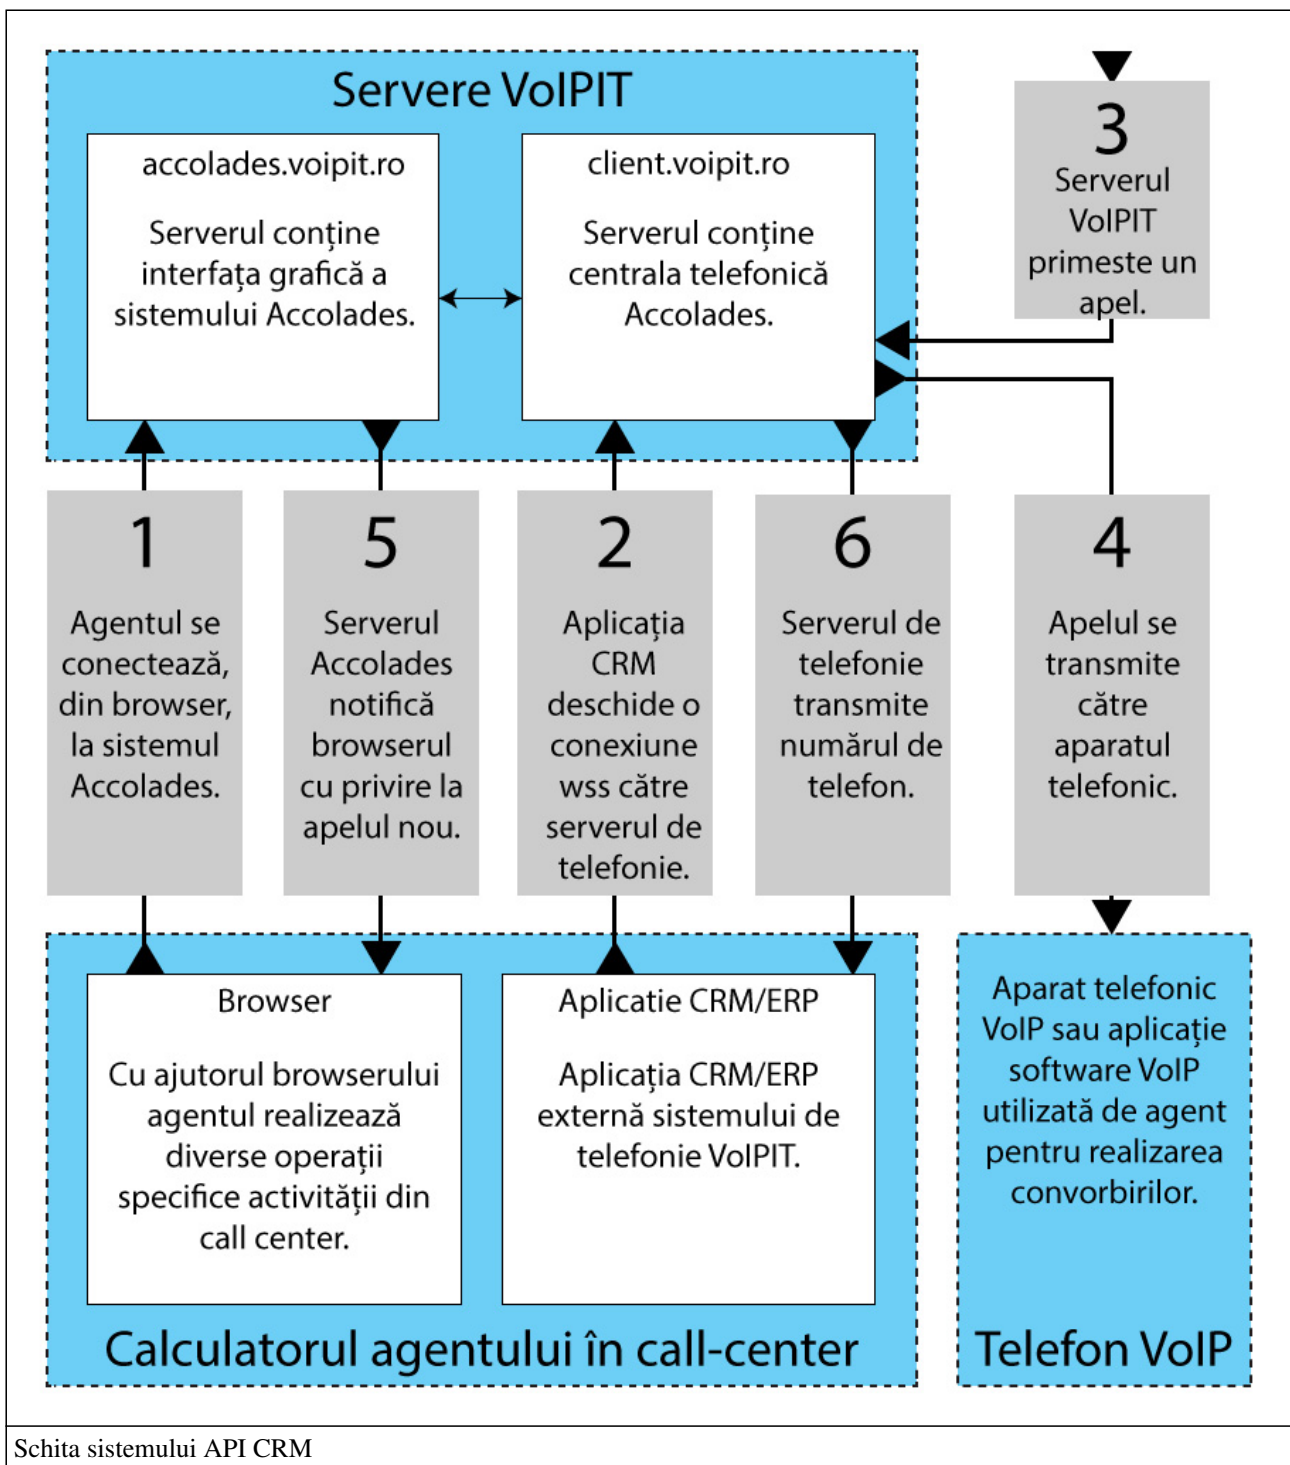 Servere VoIPIT
accolades.voipit.ro
Serverul conține
interfața grafică a
sistemului Accolades.
client.voipit.ro
Serverul conține
centrala telefonică
Accolades.
3
Serverul
VoIPIT
primeste un
apel.
1
Agentul se
conectează,
din browser,
la sistemul
Accolades.
5
Serverul
Accolades
notifică
browserul
cu privire la
apelul nou.
2
Aplicația
CRM
deschide o
conexiune
wss către
serverul de
telefonie.
6
Serverul de
telefonie
transmite
numărul de
telefon.
4
Apelul se
transmite
către
aparatul
telefonic.
Browser
Cu ajutorul browserului
agentul realizează
diverse operații
specifice activității din
call center.
Aplicatie CRM/ERP
Aplicația CRM/ERP
externă sistemului de
telefonie VoIPIT.
Calculatorul agentului în call-center
Aparat telefonic
VoIP sau aplicație
software VoIP
utilizată de agent
pentru realizarea
convorbirilor.
Telefon VoIP
Schita sistemului API CRM